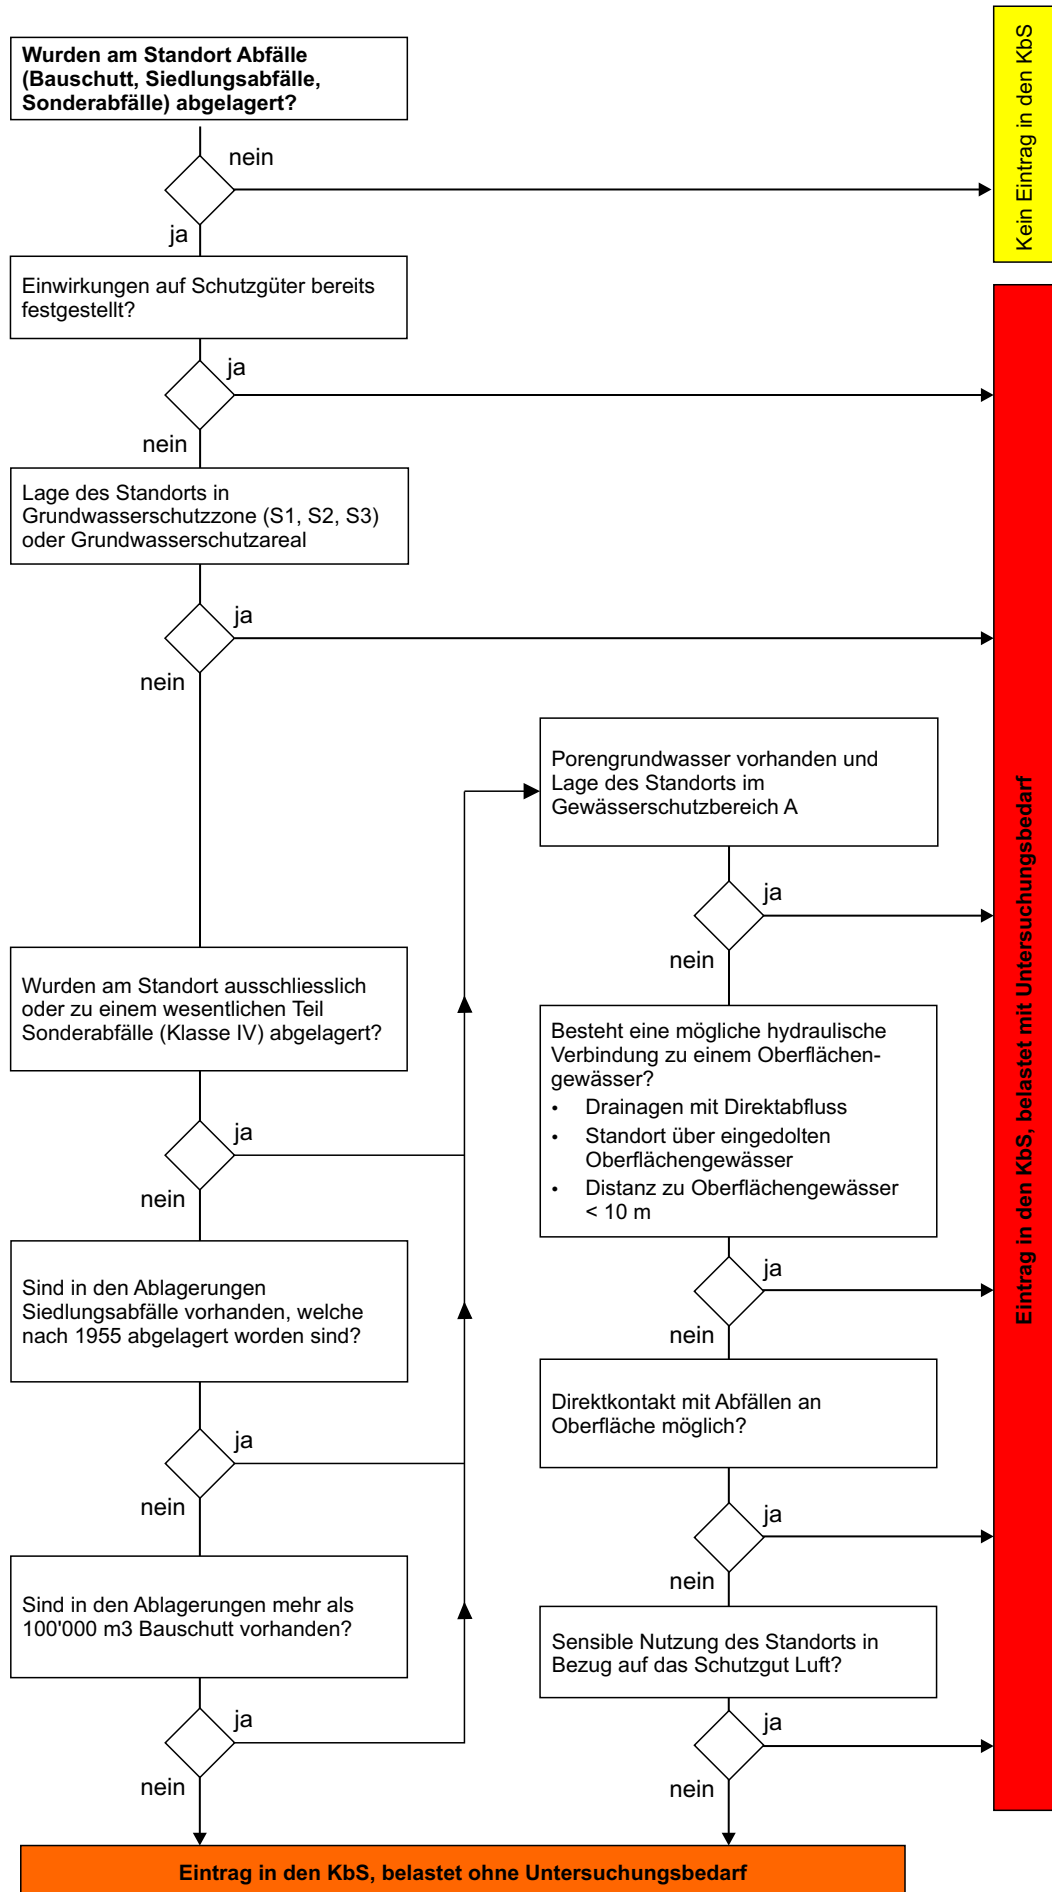 Wurden am Standort Abfälle
(Bauschutt, Siedlungsabfälle,
Sonderabfälle) abgelagert?
nein
ja
Kein Eintrag in den KbS
Einwirkungen auf Schutzgüter bereits
festgestellt?
ja
nein
Lage des Standorts in
Grundwasserschutzzone (S1, S2, S3)
oder Grundwasserschutzareal
ja
nein
Wurden am Standort ausschliesslich
oder zu einem wesentlichen Teil
Sonderabfälle (Klasse IV) abgelagert?
ja
nein
Sind in den Ablagerungen
Siedlungsabfälle vorhanden, welche
nach 1955 abgelagert worden sind?
ja
nein
Sind in den Ablagerungen mehr als
100'000 m3 Bauschutt vorhanden?
ja
nein
Porengrundwasser vorhanden und
Lage des Standorts im
Gewässerschutzbereich A
ja
nein
Besteht eine mögliche hydraulische
Verbindung zu einem Oberflächen-
gewässer?
• Drainagen mit Direktabfluss
• Standort über eingedolten
Oberflächengewässer
• Distanz zu Oberflächengewässer
< 10 m
ja
nein
Direktkontakt mit Abfällen an
Oberfläche möglich?
ja
nein
Sensible Nutzung des Standorts in
Bezug auf das Schutzgut Luft?
ja
nein
Eintrag in den KbS, belastet mit Untersuchungsbedarf
Eintrag in den KbS, belastet ohne Untersuchungsbedarf